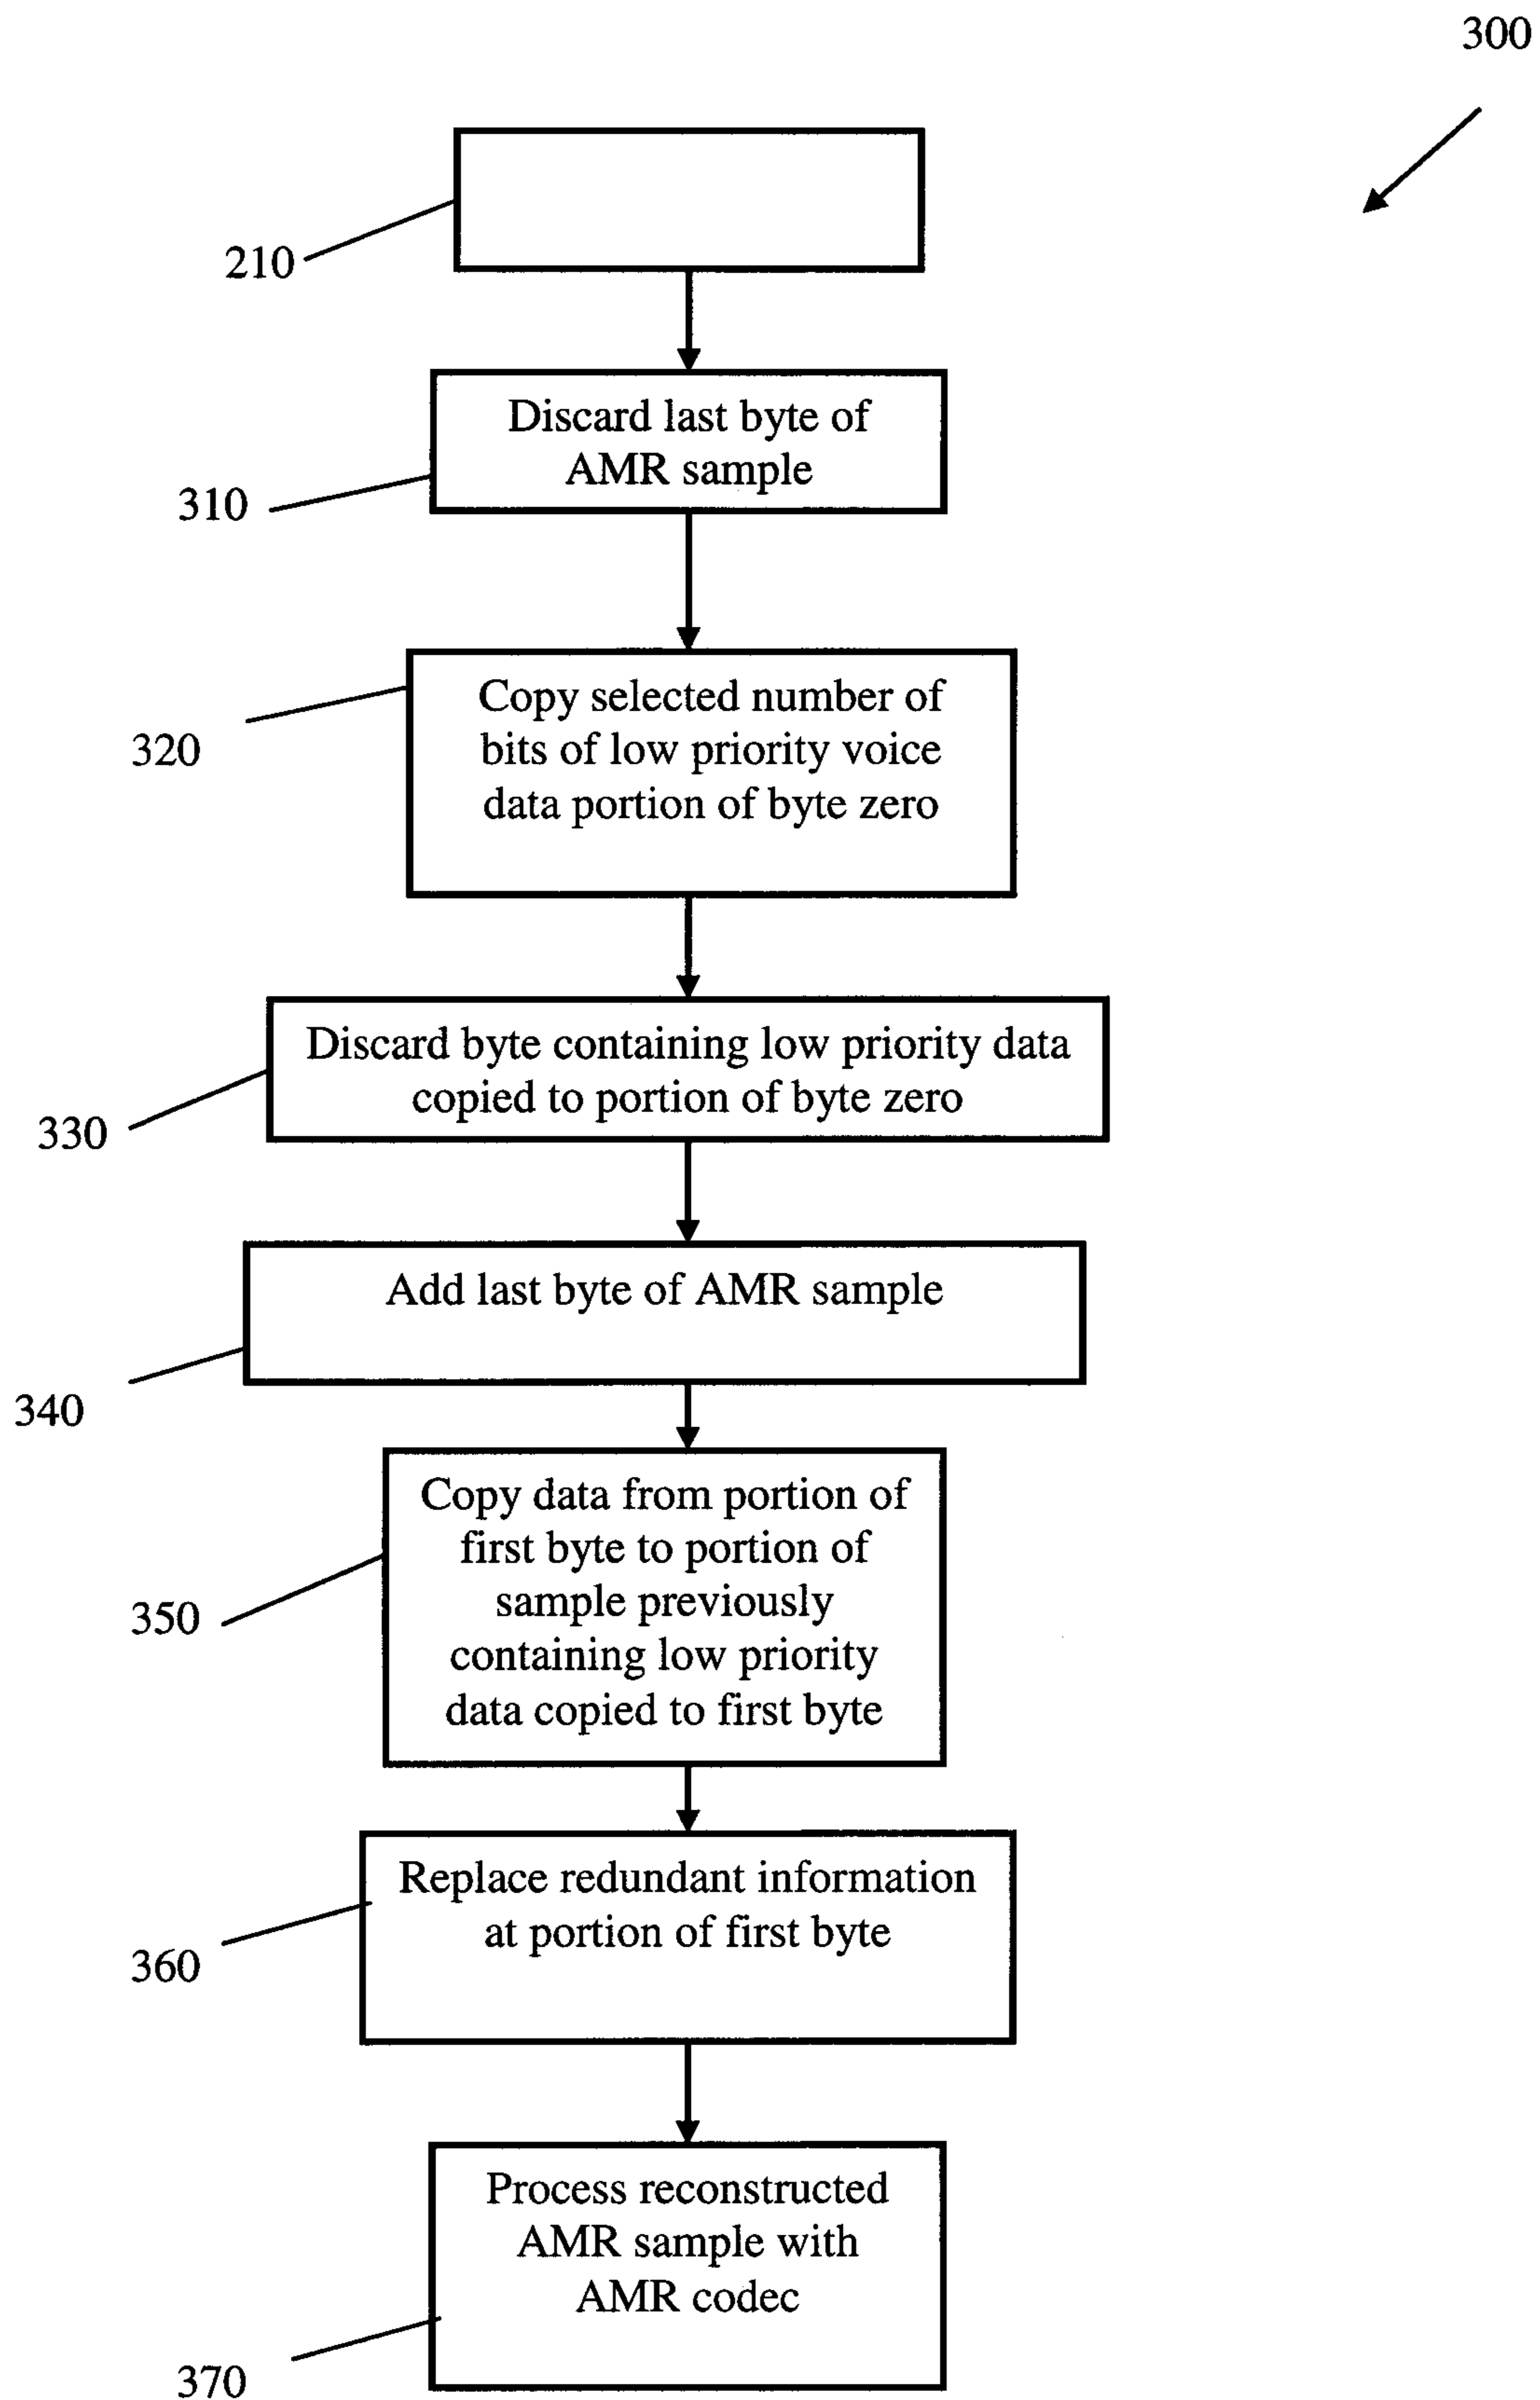 300
210
Discard last byte of
AMR sample
310
Copy selected number of
bits of low priority voice
data portion of byte zero
320
Discard byte containing low priority data
copied to portion of byte zero
330
Add last byte of AMR sample
340
Copy data from portion of
first byte to portion of
sample previously
containing low priority
data copied to first byte
350
Replace redundant information
at portion of first byte
360
Process reconstructed
AMR sample with
AMR codec
370